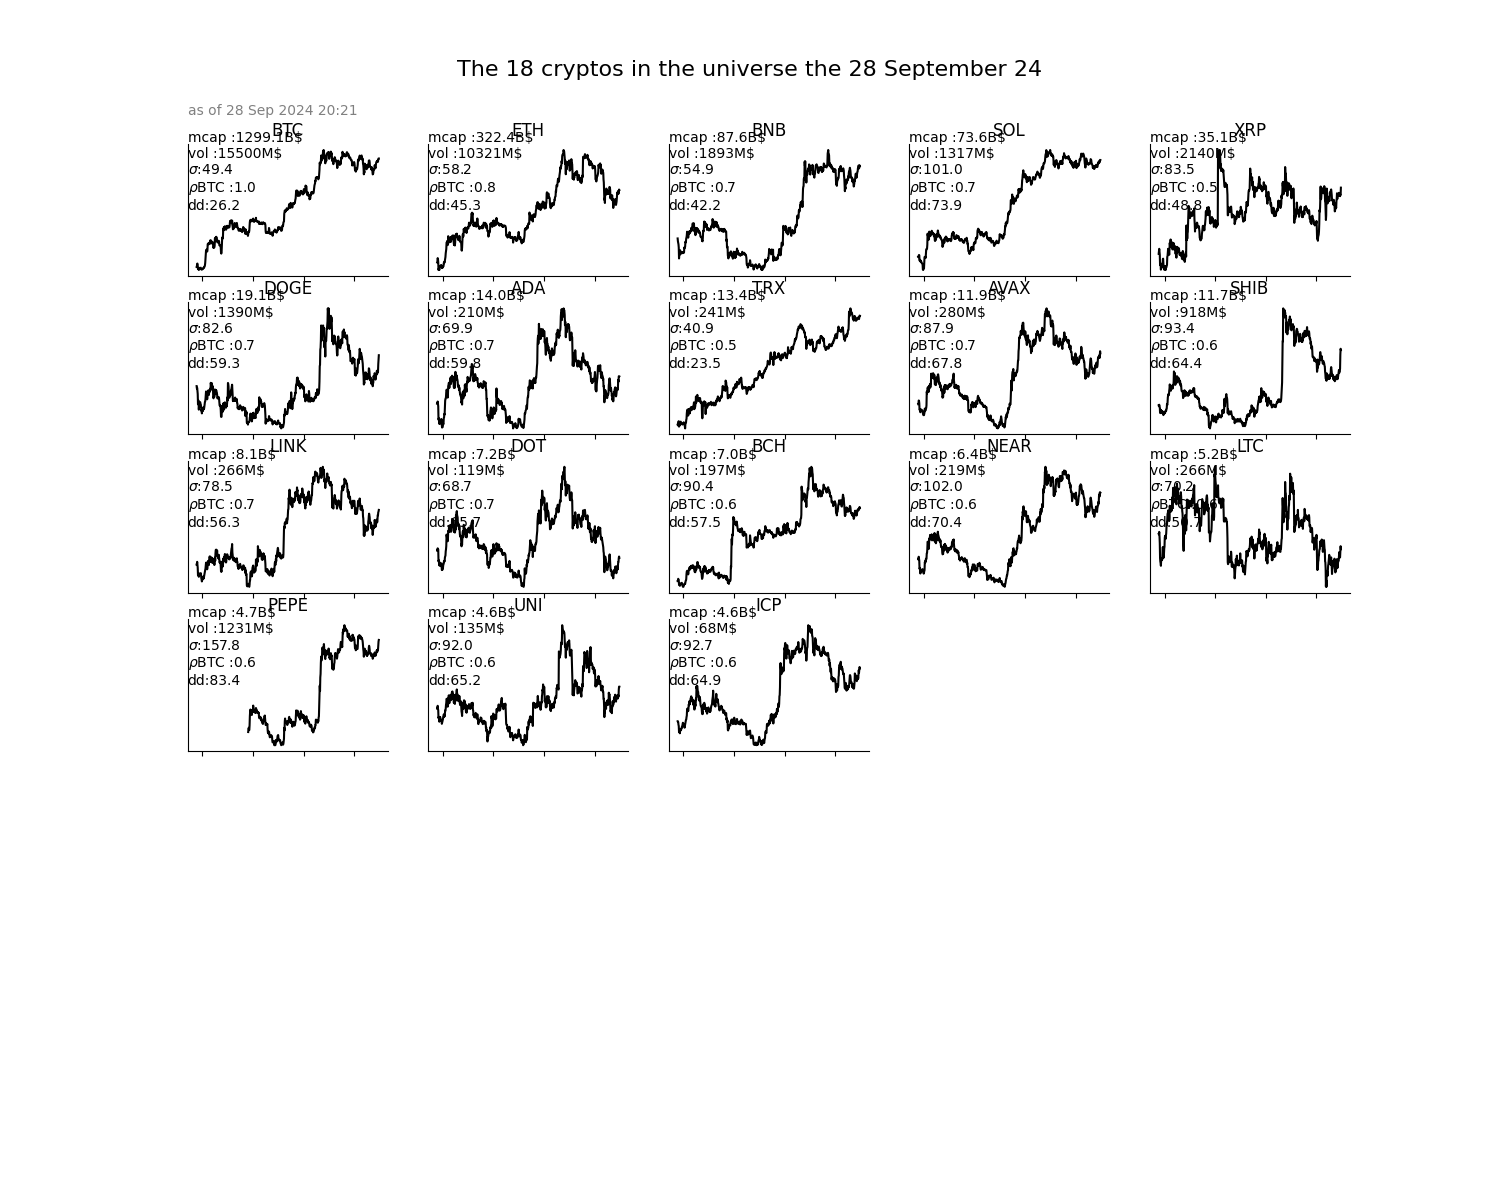 The 18 cryptos in the universe the 28 September 24
as of 28 Sep 2024 20:21
BTC
mcap :1299.1B$
vol :15500M$
σ:49.4
ρBTC :1.0
dd:26.2
ETH
mcap :322.4B$
vol :10321M$
σ:58.2
ρBTC :0.8
dd:45.3
BNB
mcap :87.6B$
vol :1893M$
σ:54.9
ρBTC :0.7
dd:42.2
SOL
mcap :73.6B$
vol :1317M$
σ:101.0
ρBTC :0.7
dd:73.9
XRP
mcap :35.1B$
vol :2140M$
σ:83.5
ρBTC :0.5
dd:48.8
DOGE
mcap :19.1B$
vol :1390M$
σ:82.6
ρBTC :0.7
dd:59.3
ADA
mcap :14.0B$
vol :210M$
σ:69.9
ρBTC :0.7
dd:59.8
TRX
mcap :13.4B$
vol :241M$
σ:40.9
ρBTC :0.5
dd:23.5
AVAX
mcap :11.9B$
vol :280M$
σ:87.9
ρBTC :0.7
dd:67.8
SHIB
mcap :11.7B$
vol :918M$
σ:93.4
ρBTC :0.6
dd:64.4
LINK
mcap :8.1B$
vol :266M$
σ:78.5
ρBTC :0.7
dd:56.3
DOT
mcap :7.2B$
vol :119M$
σ:68.7
ρBTC :0.7
BCH
mcap :7.0B$
vol :197M$
σ:90.4
ρBTC :0.6
dd:57.5
NEAR
mcap :6.4B$
vol :219M$
σ:102.0
ρBTC :0.6
dd:70.4
LTC
mcap :5.2B$
vol :266M$
ρBTC :0.6
PEPE
mcap :4.7B$
vol :1231M$
σ:157.8
ρBTC :0.6
dd:83.4
UNI
mcap :4.6B$
vol :135M$
σ:92.0
ρBTC :0.6
dd:65.2
ICP
mcap :4.6B$
vol :68M$
σ:92.7
ρBTC :0.6
dd:64.9